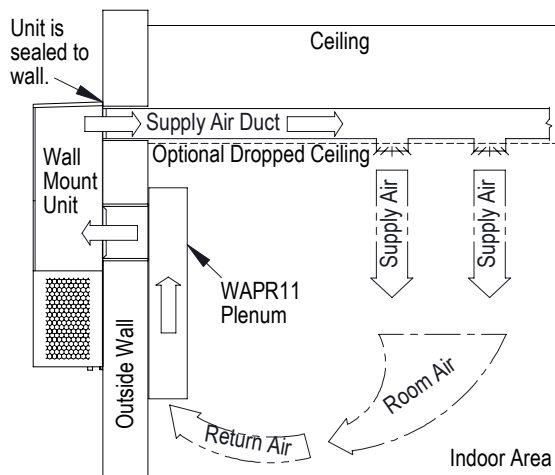 Unit is
sealed to
wall.
Ceiling
Supply Air Duct
Optional Dropped Ceiling
Wall
Mount
Unit
Supply Air
Supply Air
WAPR11
Plenum
Outside Wall
Room Air
Return Air
Indoor Area